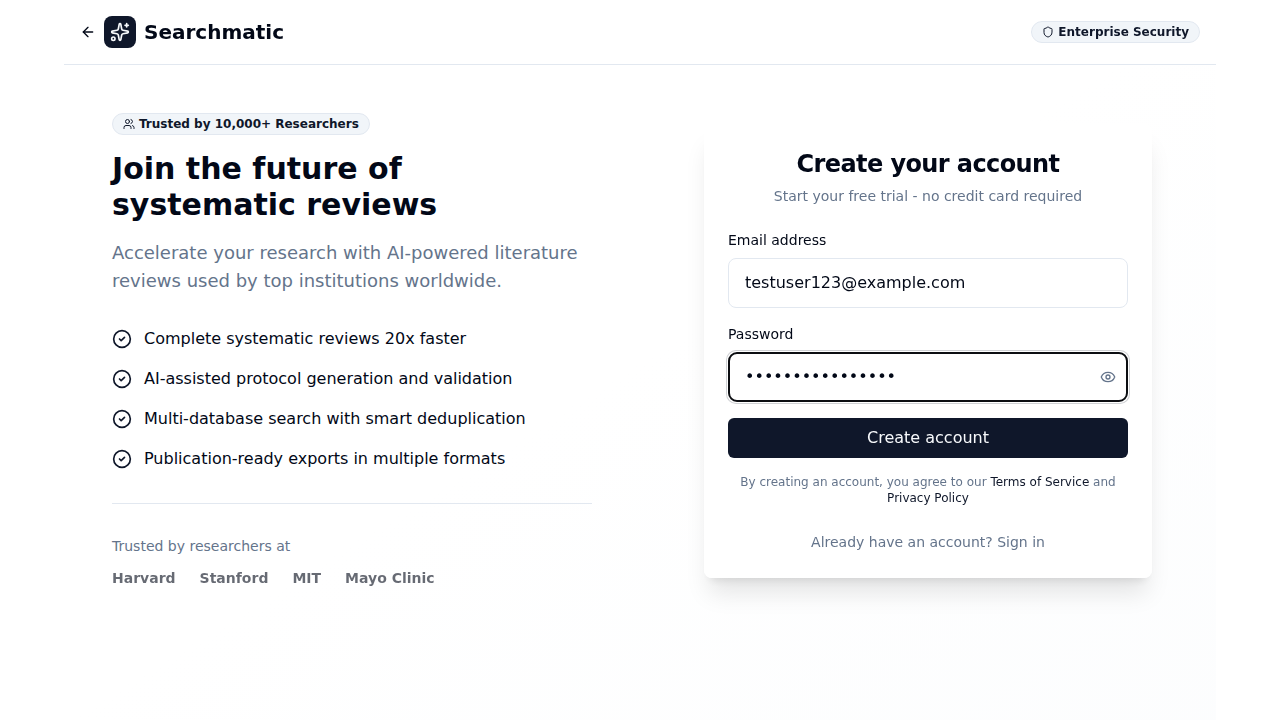 Searchmatic
Enterprise Security
Trusted by 10,000+ Researchers
Join the future of
systematic reviews
Accelerate your research with AI-powered literature
reviews used by top institutions worldwide.
Complete systematic reviews 20x faster
AI-assisted protocol generation and validation
Multi-database search with smart deduplication
Publication-ready exports in multiple formats
Trusted by researchers at
Harvard Stanford MIT Mayo Clinic
Create your account
Start your free trial - no credit card required
Email address
testuser123@example.com
Password
••••••••••••••••
Create account
By creating an account, you agree to our Terms of Service and
Privacy Policy
Already have an account? Sign in